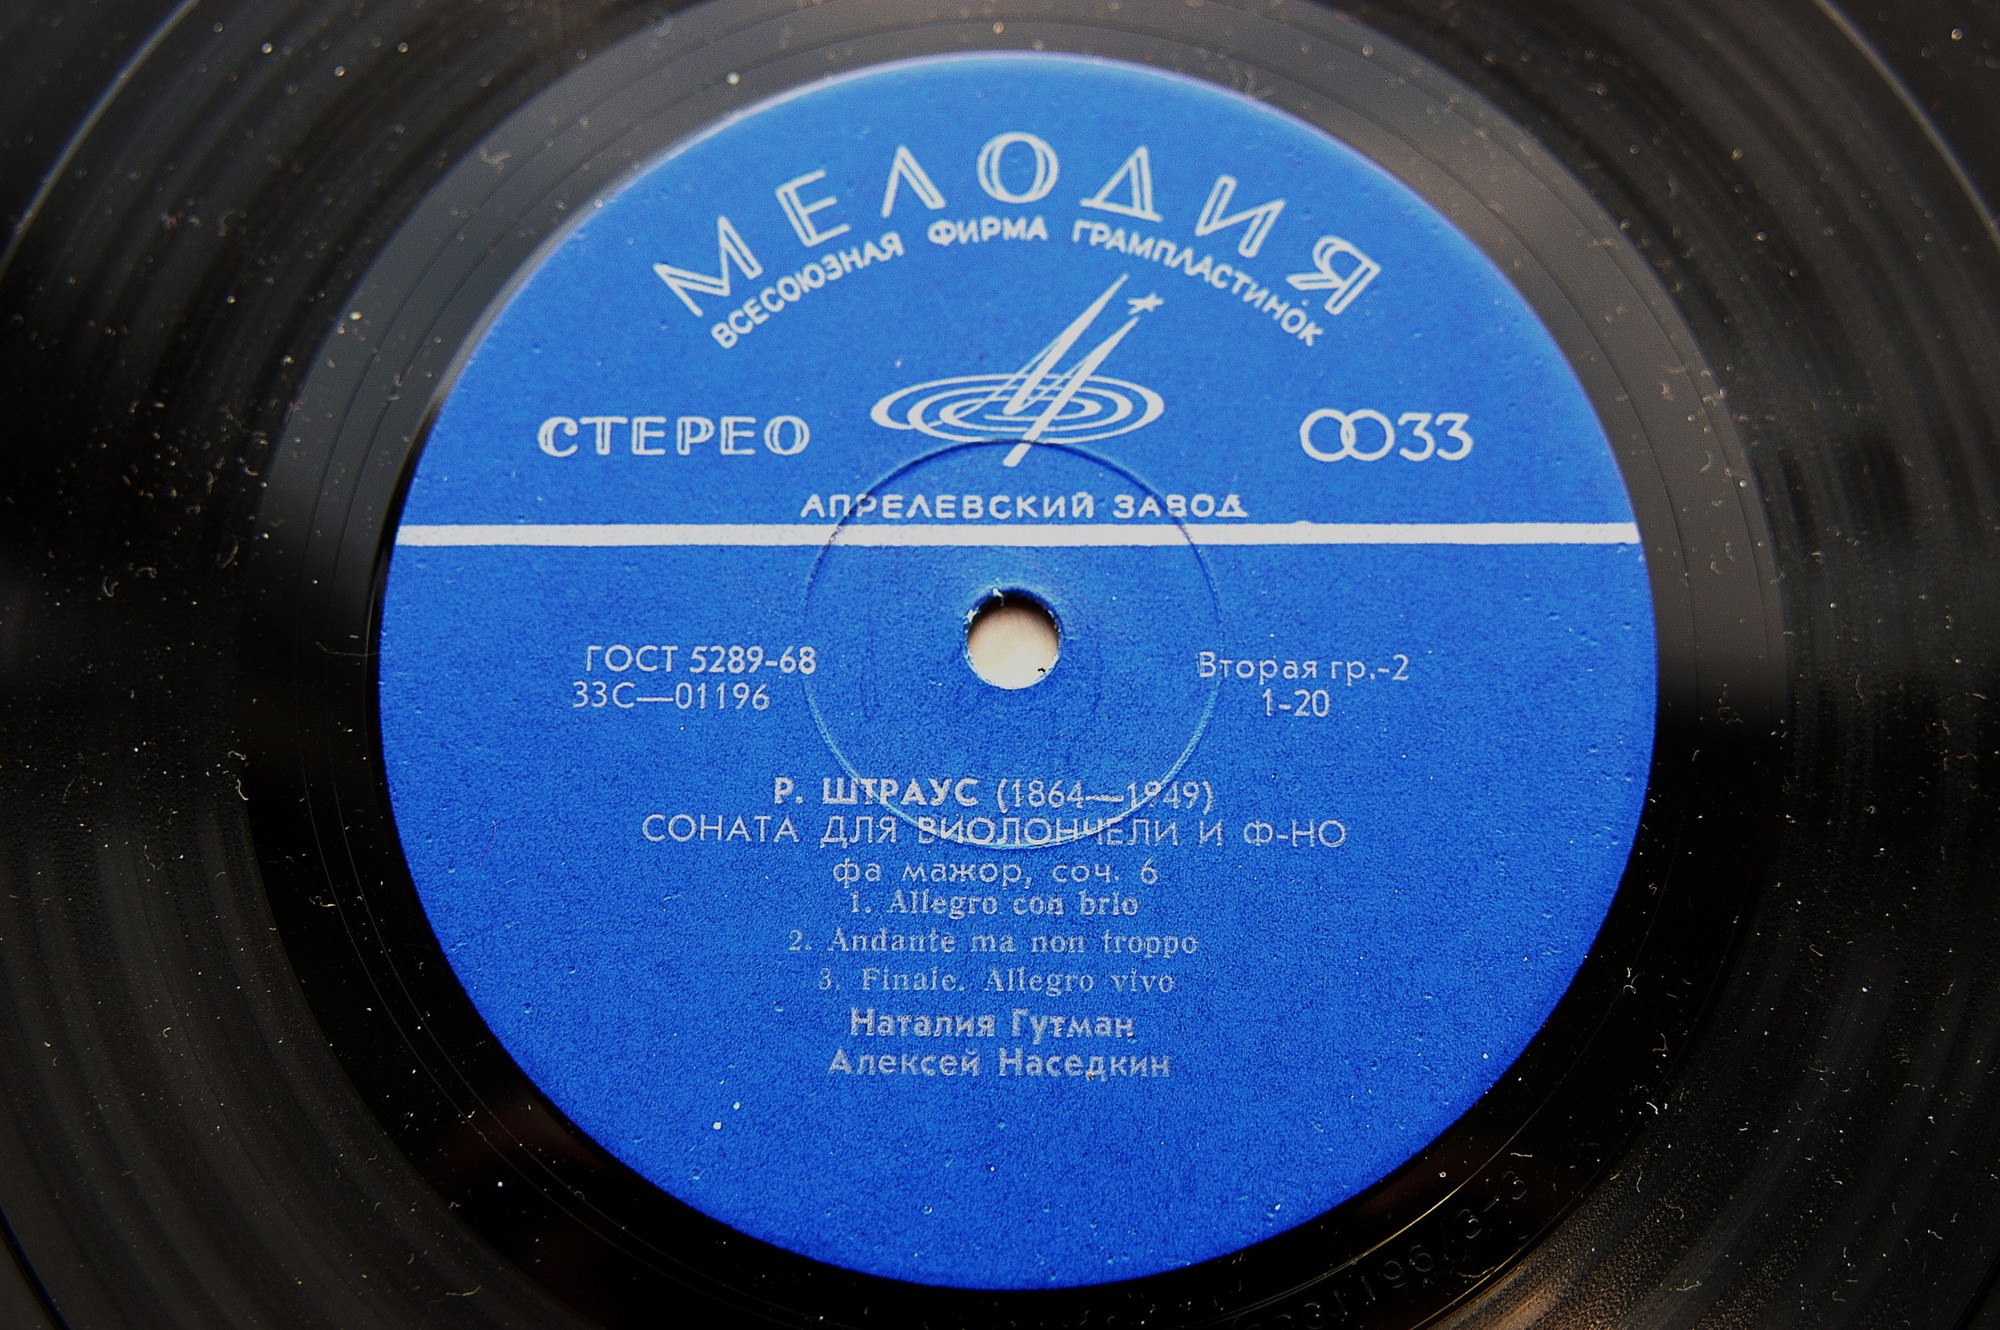 МЕЛОДИЯ
ВСЕСОЮЗНАЯ ФИРМА ГРАМПЛАСТИНОК
СТЕРЕО
33
АПРЕЛЕВСКИЙ ЗАВОД
ГОСТ 5289-68
Вторая гр.-2
33С—01196
1-20
Р. ШТРАУС (1864—1949)
СОНАТА ДЛЯ ВИОЛОНЧЕЛИ И Ф-НО
фа мажор, соч. 6
1. Allegro con brio
2. Andante ma non troppo
3. Finale. Allegro vivo
Наталия Гутман
Алексей Наседкин